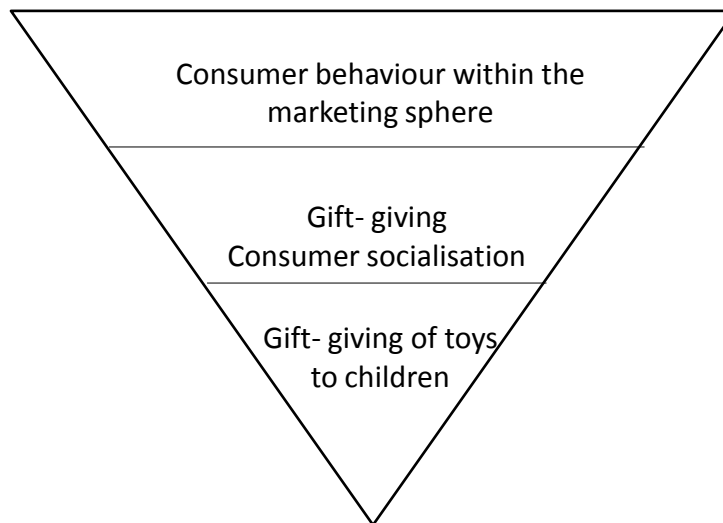 Consumer behaviour within the
marketing sphere
Gift- giving
Consumer socialisation
Gift- giving of toys
to children